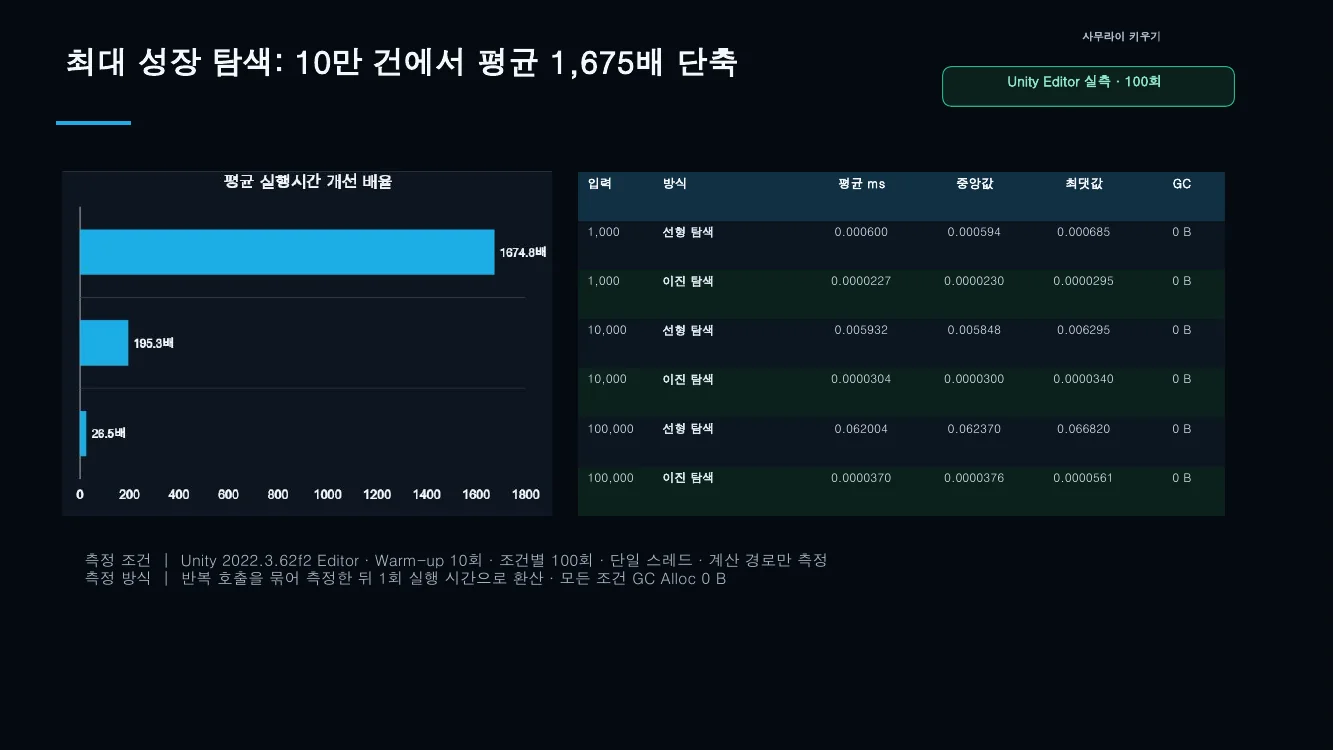 사무라이 키우기
최대 성장 탐색: 10만 건에서 평균 1,675배 단축
Unity Editor 실측 · 100회
평균 실행시간 개선 배율
1674.8배
195.3배
26.5배
0 200 400 600 800 1000 1200 1400 1600 1800
입력 방식 평균 ms 중앙값 최댓값 GC
1,000 선형 탐색 0.000600 0.000594 0.000685 0 B
1,000 이진 탐색 0.0000227 0.0000230 0.0000295 0 B
10,000 선형 탐색 0.005932 0.005848 0.006295 0 B
10,000 이진 탐색 0.0000304 0.0000300 0.0000340 0 B
100,000 선형 탐색 0.062004 0.062370 0.066820 0 B
100,000 이진 탐색 0.0000370 0.0000376 0.0000561 0 B
측정 조건 | Unity 2022.3.62f2 Editor · Warm-up 10회 · 조건별 100회 · 단일 스레드 · 계산 경로만 측정
측정 방식 | 반복 호출을 묶어 측정한 뒤 1회 실행 시간으로 환산 · 모든 조건 GC Alloc 0 B